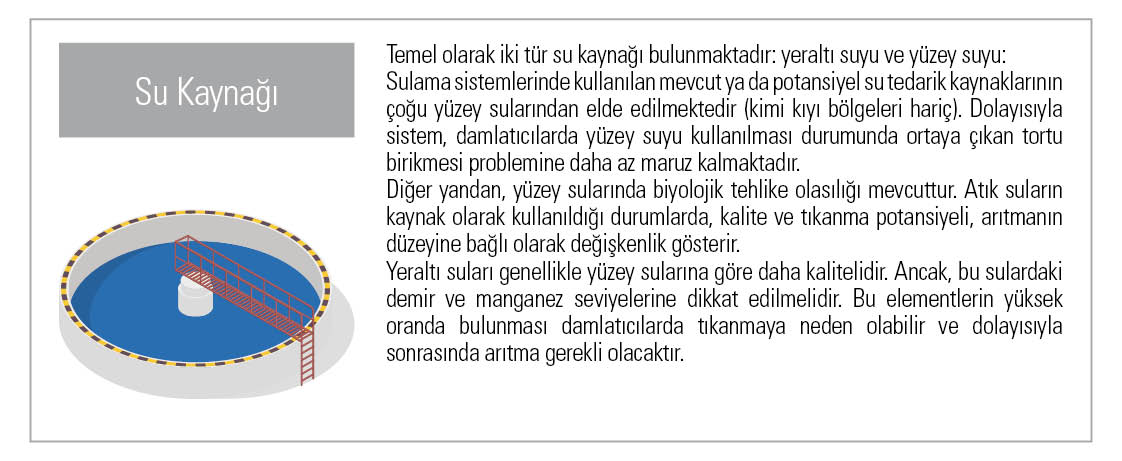 Su Kaynağı
Temel olarak iki tür su kaynağı bulunmaktadır: yeraltı suyu ve yüzey suyu:
Sulama sistemlerinde kullanılan mevcut ya da potansiyel su tedarik kaynaklarının
çoğu yüzey sularından elde edilmektedir (kimi kıyı bölgeleri hariç). Dolayısıyla
sistem, damlatıcılarda yüzey suyu kullanılması durumunda ortaya çıkan tortu
birikmesi problemine daha az maruz kalmaktadır.
Diğer yandan, yüzey sularında biyolojik tehlike olasılığı mevcuttur. Atık suların
kaynak olarak kullanıldığı durumlarda, kalite ve tıkanma potansiyeli, arıtmanın
düzeyine bağlı olarak değişkenlik gösterir.
Yeraltı suları genellikle yüzey sularına göre daha kalitelidir. Ancak, bu sulardaki
demir ve manganez seviyelerine dikkat edilmelidir. Bu elementlerin yüksek
oranda bulunması damlatıcılarda tıkanmaya neden olabilir ve dolayısıyla
sonrasında arıtma gerekli olacaktır.